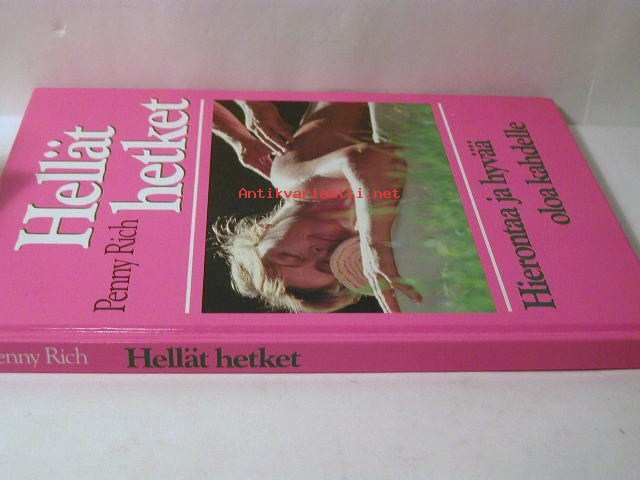 Hellät
hetket
Penny Rich
Hierontaa ja hyvää
oloa kahdelle
Antikvariaatti.net
enny Rich
Hellät hetket